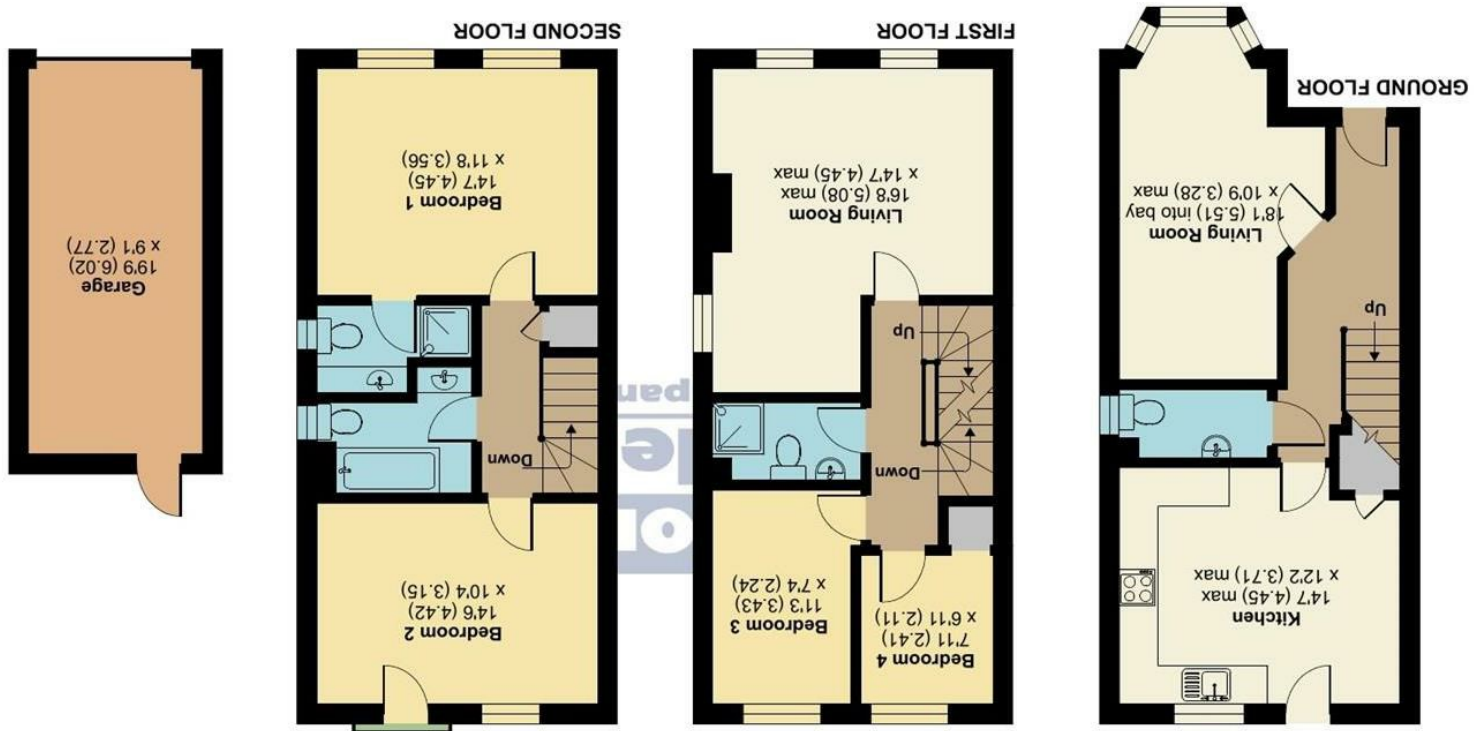 GROUND FLOOR
Kitchen
14'7 (4.45) max
x 12'2 (3.71) max
Up
Living Room
18'1 (5.51) into bay
x 10'9 (3.28) max
FIRST FLOOR
Bedroom 4
7'11 (2.41)
x 6'11 (2.11)
Bedroom 3
11'3 (3.43)
x 7'4 (2.24)
Down
Up
Living Room
16'8 (5.08) max
x 14'7 (4.45) max
SECOND FLOOR
Bedroom 2
14'6 (4.42)
x 10'4 (3.15)
Down
Bedroom 1
14'7 (4.45)
x 11'8 (3.56)
Garage
19'9 (6.02)
x 9'1 (2.77)